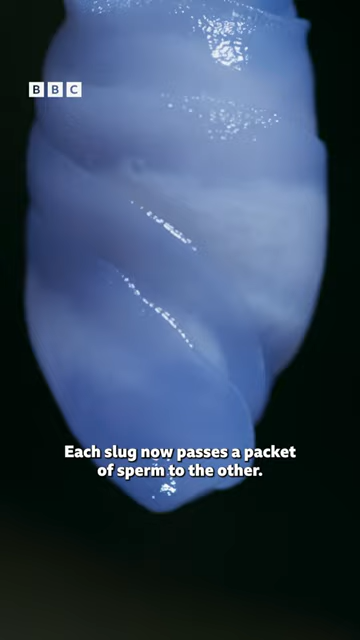 BBC
Each slug now passes a packet
of sperm to the other.